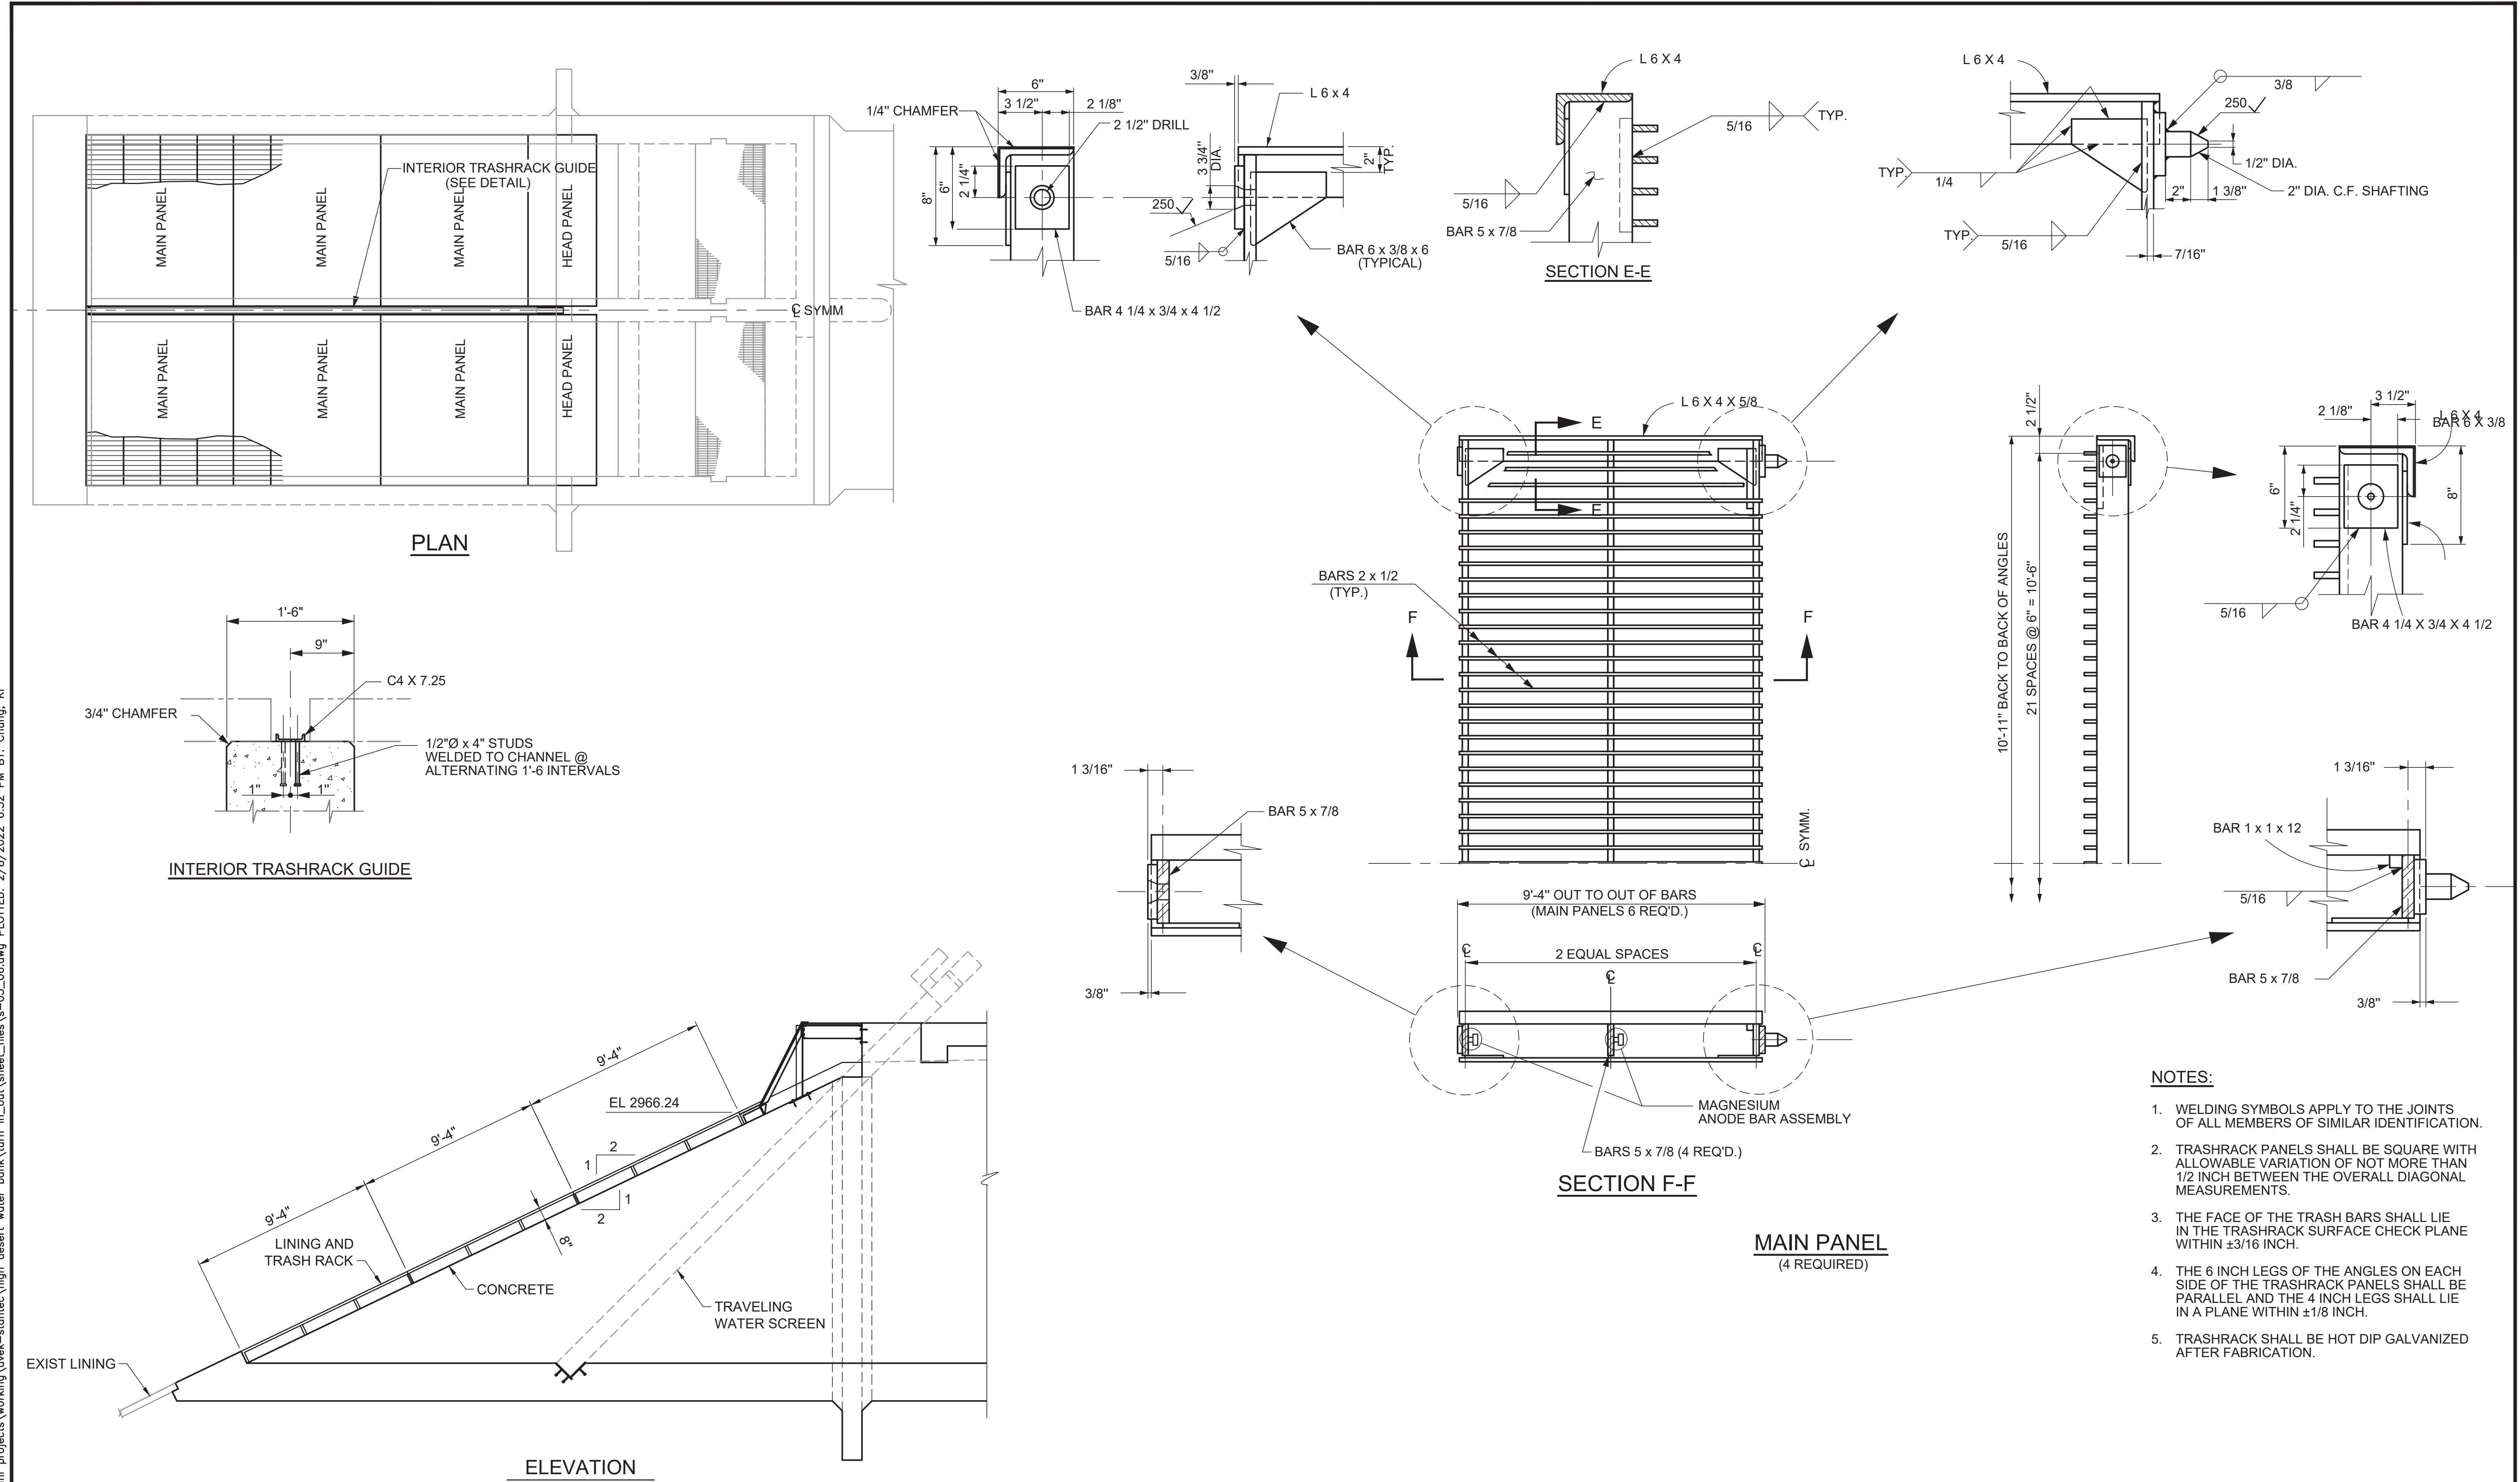 MAIN PANEL
MAIN PANEL
MAIN PANEL
HEAD PANEL
INTERIOR TRASHRACK GUIDE
(SEE DETAIL)
℄ SYMM
MAIN PANEL
MAIN PANEL
MAIN PANEL
HEAD PANEL
PLAN
1/4" CHAMFER
6"
3 1/2"
2 1/8"
2 1/2" DRILL
8"
6"
2 1/4"
BAR 4 1/4 x 3/4 x 4 1/2
3/8"
L 6 x 4
3 3/4"
DIA.
2"
TYP.
250
5/16
BAR 6 x 3/8 x 6
(TYPICAL)
L 6 X 4
5/16
TYP.
5/16
BAR 5 x 7/8
SECTION E-E
L 6 X 4
3/8
250
1/2" DIA.
2" DIA. C.F. SHAFTING
2"
1 3/8"
TYP.
1/4
TYP.
5/16
7/16"
1'-6"
9"
C4 X 7.25
3/4" CHAMFER
1/2"Ø x 4" STUDS
WELDED TO CHANNEL @
ALTERNATING 1'-6 INTERVALS
1"
1"
INTERIOR TRASHRACK GUIDE
L 6 X 4 X 5/8
E
E
BARS 2 x 1/2
(TYP.)
F
F
℄ SYMM.
2 1/2"
10'-11" BACK TO BACK OF ANGLES
21 SPACES @ 6" = 10'-6"
3 1/2"
2 1/8"
L 6 X 4
BAR 6 X 3/8
6"
2 1/4"
8"
5/16
BAR 4 1/4 X 3/4 X 4 1/2
1 3/16"
BAR 5 x 7/8
3/8"
9'-4" OUT TO OUT OF BARS
(MAIN PANELS 6 REQ'D.)
℄
2 EQUAL SPACES
℄
℄
MAGNESIUM
ANODE BAR ASSEMBLY
BARS 5 x 7/8 (4 REQ'D.)
SECTION F-F
1 3/16"
BAR 1 x 1 x 12
5/16
BAR 5 x 7/8
3/8"
MAIN PANEL
(4 REQUIRED)
9'-4"
9'-4"
9'-4"
EL 2966.24
2
1
1
2
8"
LINING AND
TRASH RACK
CONCRETE
TRAVELING
WATER SCREEN
EXIST LINING
ELEVATION
NOTES:
1. WELDING SYMBOLS APPLY TO THE JOINTS
OF ALL MEMBERS OF SIMILAR IDENTIFICATION.
2. TRASHRACK PANELS SHALL BE SQUARE WITH
ALLOWABLE VARIATION OF NOT MORE THAN
1/2 INCH BETWEEN THE OVERALL DIAGONAL
MEASUREMENTS.
3. THE FACE OF THE TRASH BARS SHALL LIE
IN THE TRASHRACK SURFACE CHECK PLANE
WITHIN ±3/16 INCH.
4. THE 6 INCH LEGS OF THE ANGLES ON EACH
SIDE OF THE TRASHRACK PANELS SHALL BE
PARALLEL AND THE 4 INCH LEGS SHALL LIE
IN A PLANE WITHIN ±1/8 INCH.
5. TRASHRACK SHALL BE HOT DIP GALVANIZED
AFTER FABRICATION.